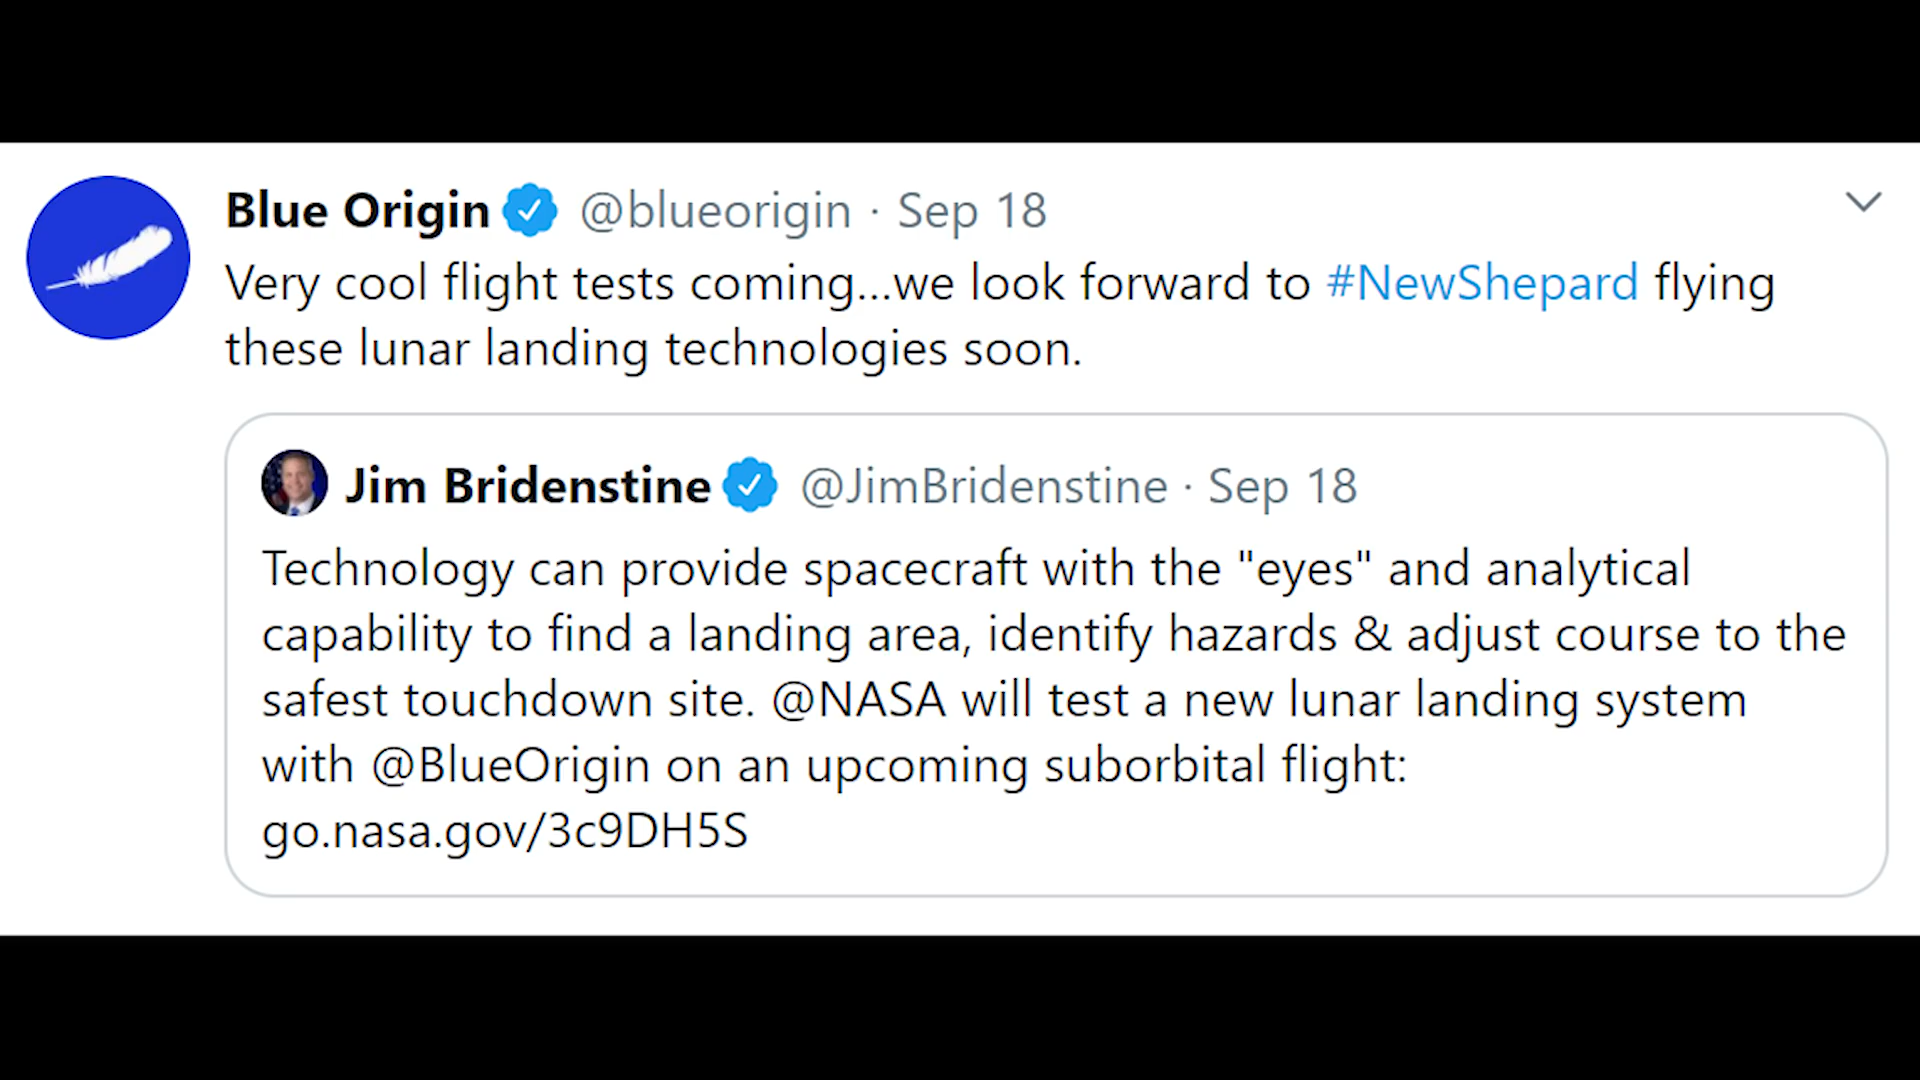 Blue Origin @blueorigin · Sep 18
Very cool flight tests coming...we look forward to #NewShepard flying
these lunar landing technologies soon.
Jim Bridenstine @JimBridenstine · Sep 18
Technology can provide spacecraft with the "eyes" and analytical
capability to find a landing area, identify hazards & adjust course to the
safest touchdown site. @NASA will test a new lunar landing system
with @BlueOrigin on an upcoming suborbital flight:
go.nasa.gov/3c9DH5S